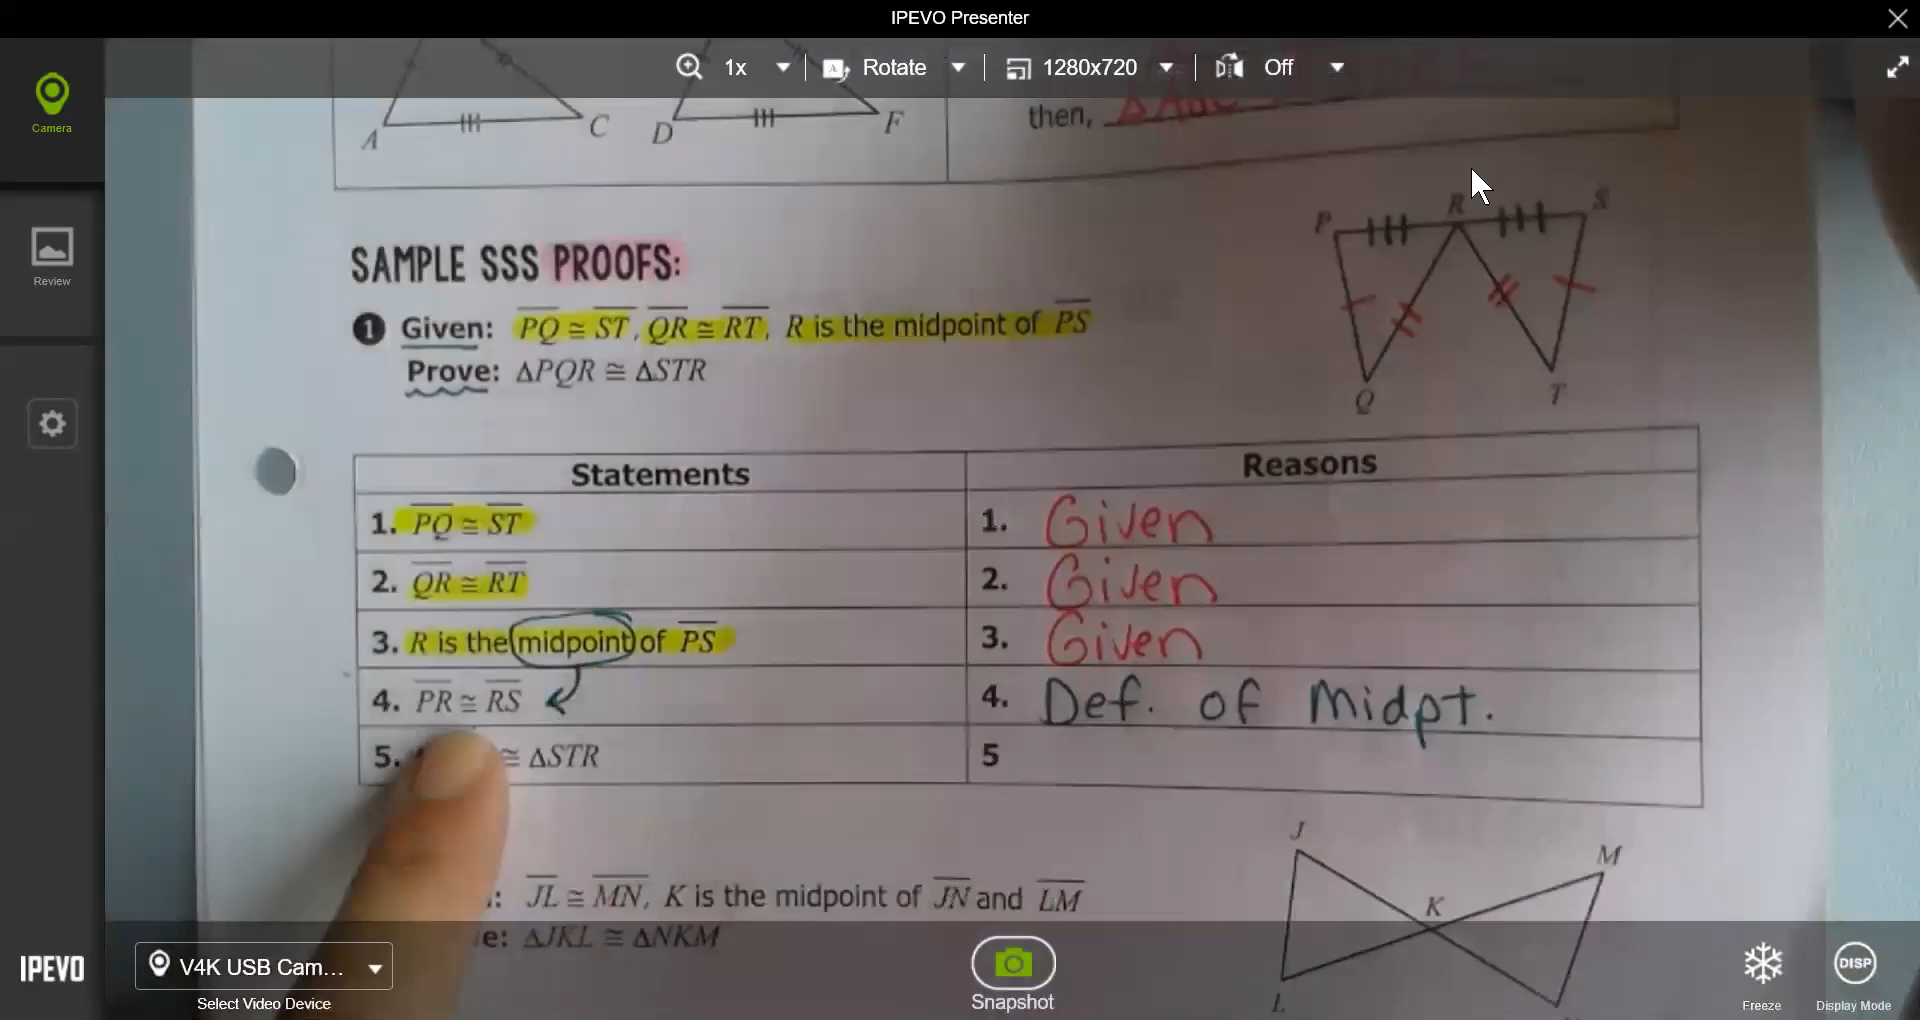 IPEVO Presenter
1x Rotate 1280x720 Off
Camera
Review
A C D F
then, △ABC
P R S
Q T
SAMPLE SSS PROOFS:
1 Given: PQ ≅ ST, QR ≅ RT, R is the midpoint of PS
Prove: ΔPQR ≅ ΔSTR
Statements Reasons
1. PQ ≅ ST 1. Given
2. QR ≅ RT 2. Given
3. R is the midpoint of PS 3. Given
4. PR ≅ RS 4. Def. of Midpt.
5. ≅ ΔSTR 5
J M
K
L
: JL ≅ MN, K is the midpoint of JN and LM
e: ΔJKL ≅ ΔNKM
IPEVO
V4K USB Cam...
Select Video Device
Snapshot
Freeze
DISP
Display Mode